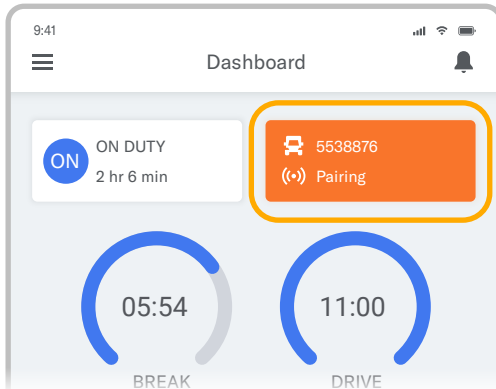 9:41
Dashboard
ON
ON DUTY
2 hr 6 min
5538876
Pairing
05:54
BREAK
11:00
DRIVE